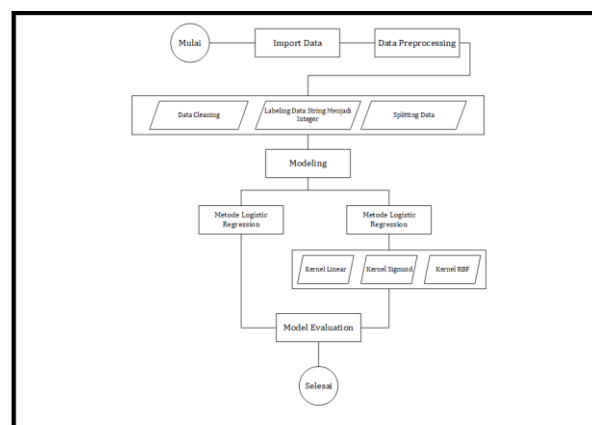 Mulai
Import Data
Data Preprocessing
Data Cleaning
Labeling Data String Menjadi
Integer
Splitting Data
Modeling
Metode Logistic
Regression
Metode Logistic
Regression
Kernel Linear
Kernel Sigmoid
Kernel RBF
Model Evaluation
Selesai